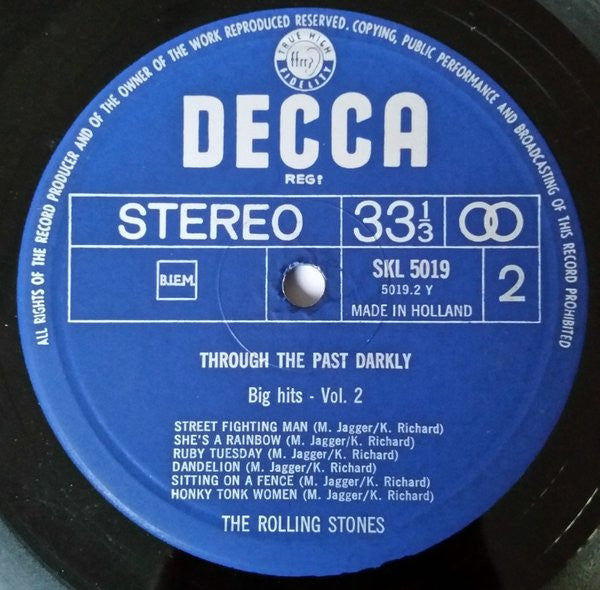 ALL RIGHTS OF THE RECORD PRODUCER AND OF THE OWNER OF THE WORK REPRODUCED RESERVED. COPYING, PUBLIC PERFORMANCE AND BROADCASTING OF THIS RECORD PROHIBITED
TRUE HIGH
ffrr
FIDELITY
DECCA
REGD
STEREO 33⅓
B.I.E.M. SKL 5019 2
5019.2 Y
MADE IN HOLLAND
THROUGH THE PAST DARKLY
Big hits - Vol. 2
STREET FIGHTING MAN (M. Jagger/K. Richard)
SHE'S A RAINBOW (M. Jagger/K. Richard)
RUBY TUESDAY (M. Jagger/K. Richard)
DANDELION (M. Jagger/K. Richard)
SITTING ON A FENCE (M. Jagger/K. Richard)
HONKY TONK WOMEN (M. Jagger/K. Richard)
THE ROLLING STONES